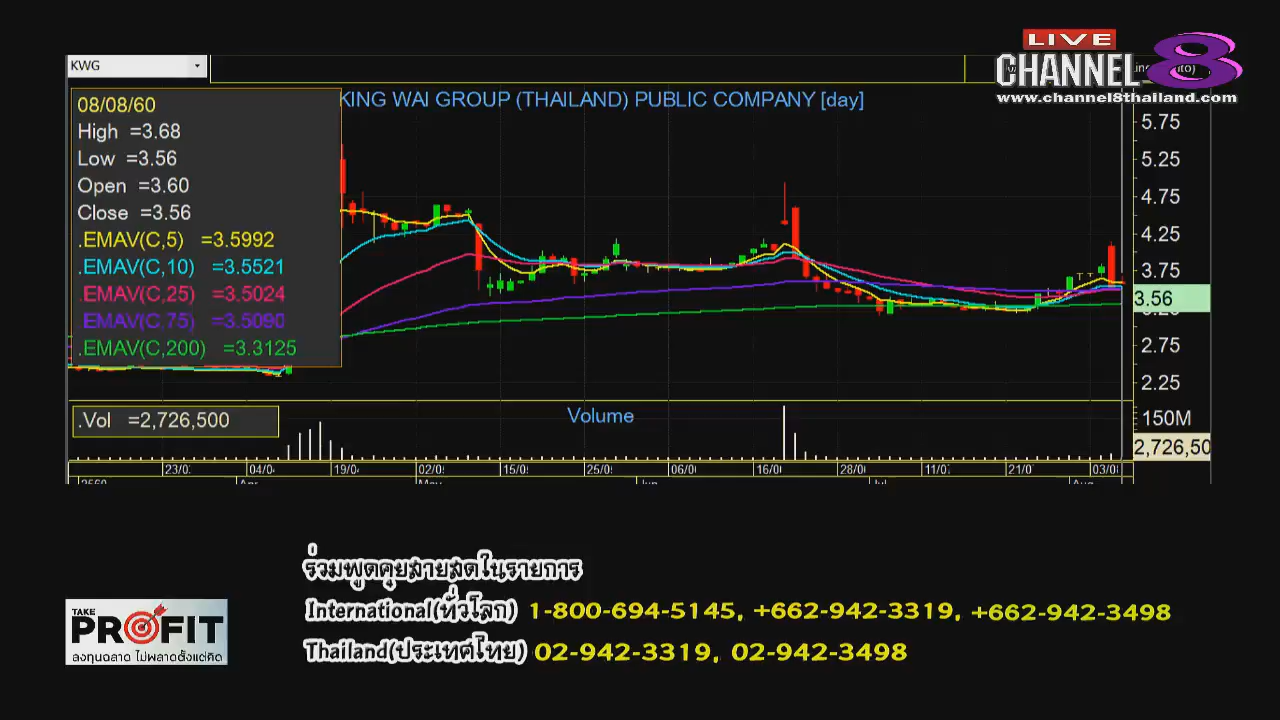 LIVE
CHANNEL 8
www.channel8thailand.com
KWG
08/08/60
KING WAI GROUP (THAILAND) PUBLIC COMPANY [day]
High =3.68
Low =3.56
Open =3.60
Close =3.56
.EMAV(C,5) =3.5992
.EMAV(C,10) =3.5521
.EMAV(C,25) =3.5024
.EMAV(C,75) =3.5090
.EMAV(C,200) =3.3125
5.75
5.25
4.75
4.25
3.75
3.56
2.75
2.25
.Vol =2,726,500
Volume
150M
2,726,50
23/0 04/0 19/0 02/0 15/0 25/0 06/0 16/0 28/0 11/0 21/0 03/0
2560 Apr May Jun Jul Aug
ร่วมพูดคุยสายสดในรายการ
International(ทั่วโลก) 1-800-694-5145, +662-942-3319, +662-942-3498
Thailand(ประเทศไทย) 02-942-3319, 02-942-3498
TAKE
PROFIT
ลงทุนฉลาด ไม่พลาดตั้งแต่คิด